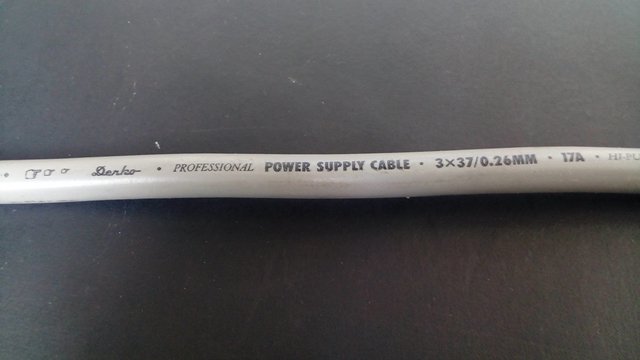 • Denko • PROFESSIONAL POWER SUPPLY CABLE • 3×37/0.26MM • 17A •